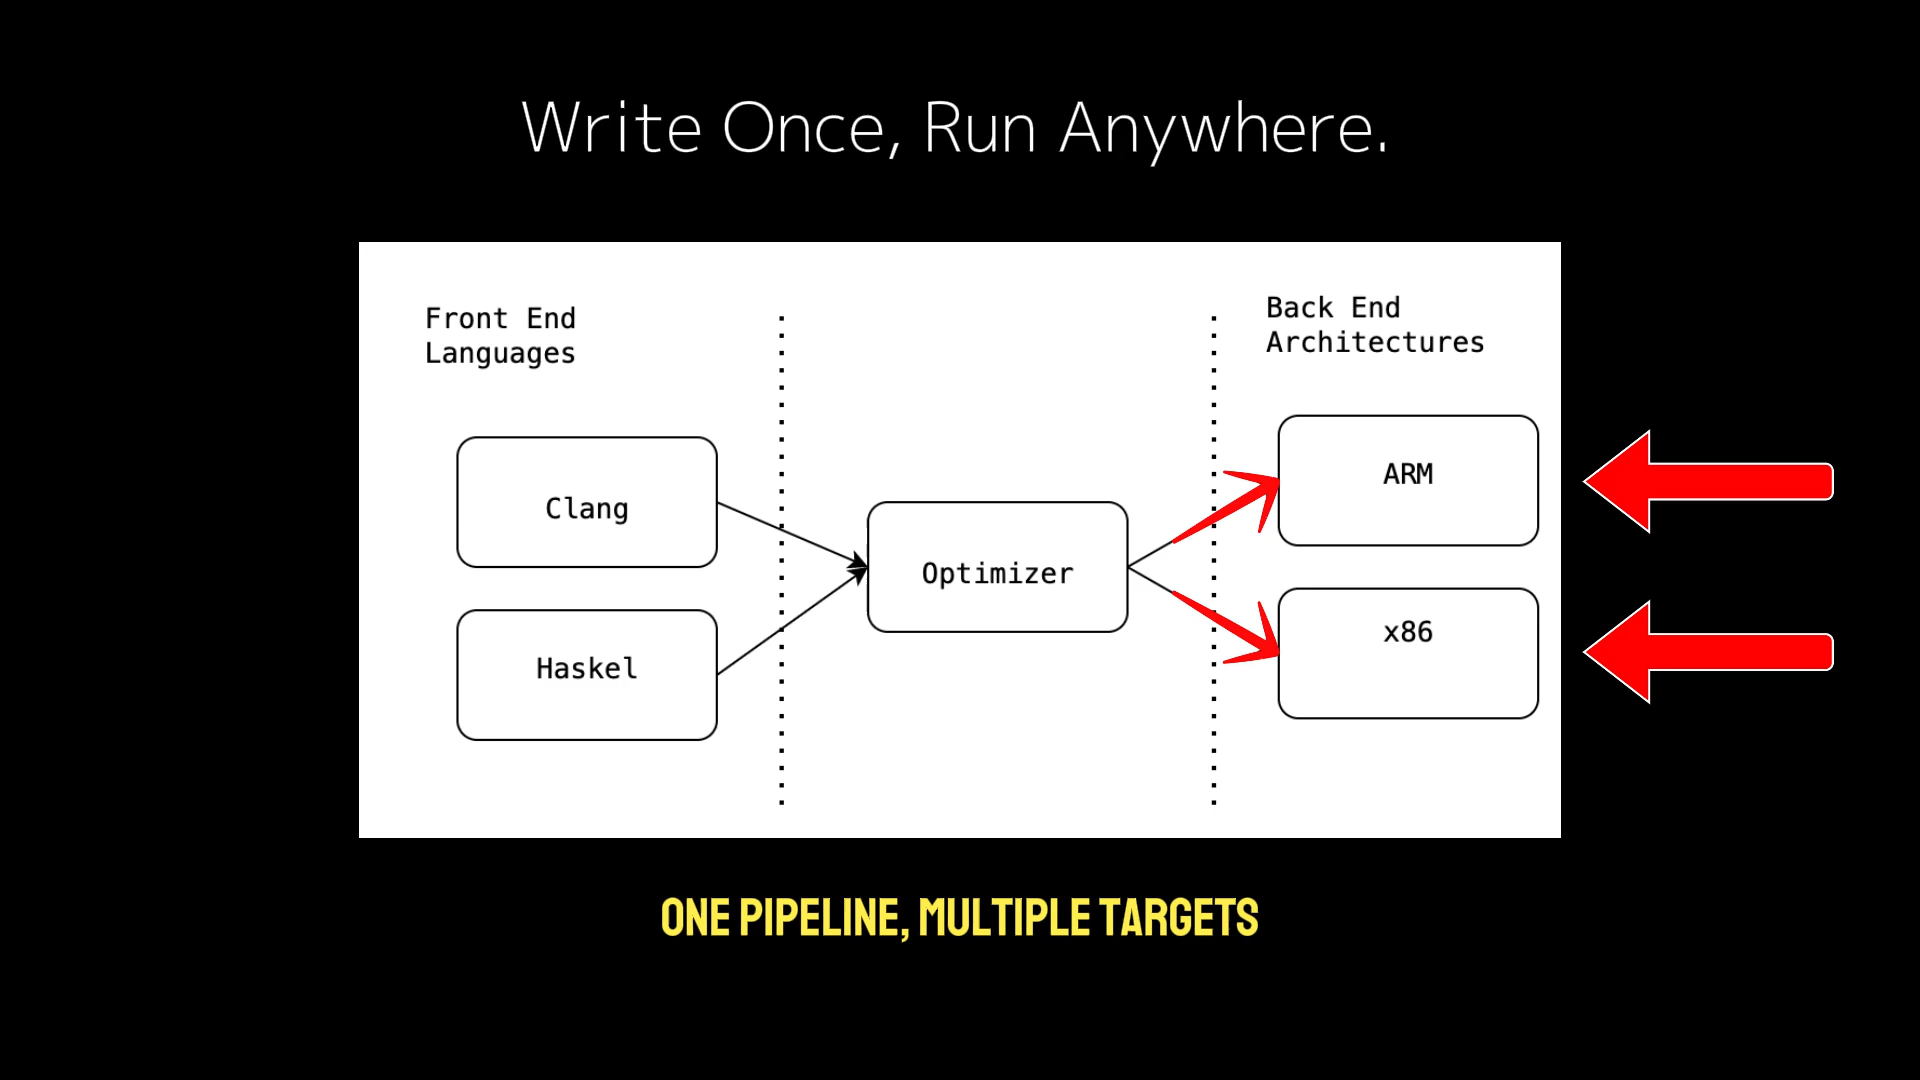 Write Once, Run Anywhere.
Front End
Languages
Back End
Architectures
Clang
Haskel
Optimizer
ARM
x86
ONE PIPELINE, MULTIPLE TARGETS